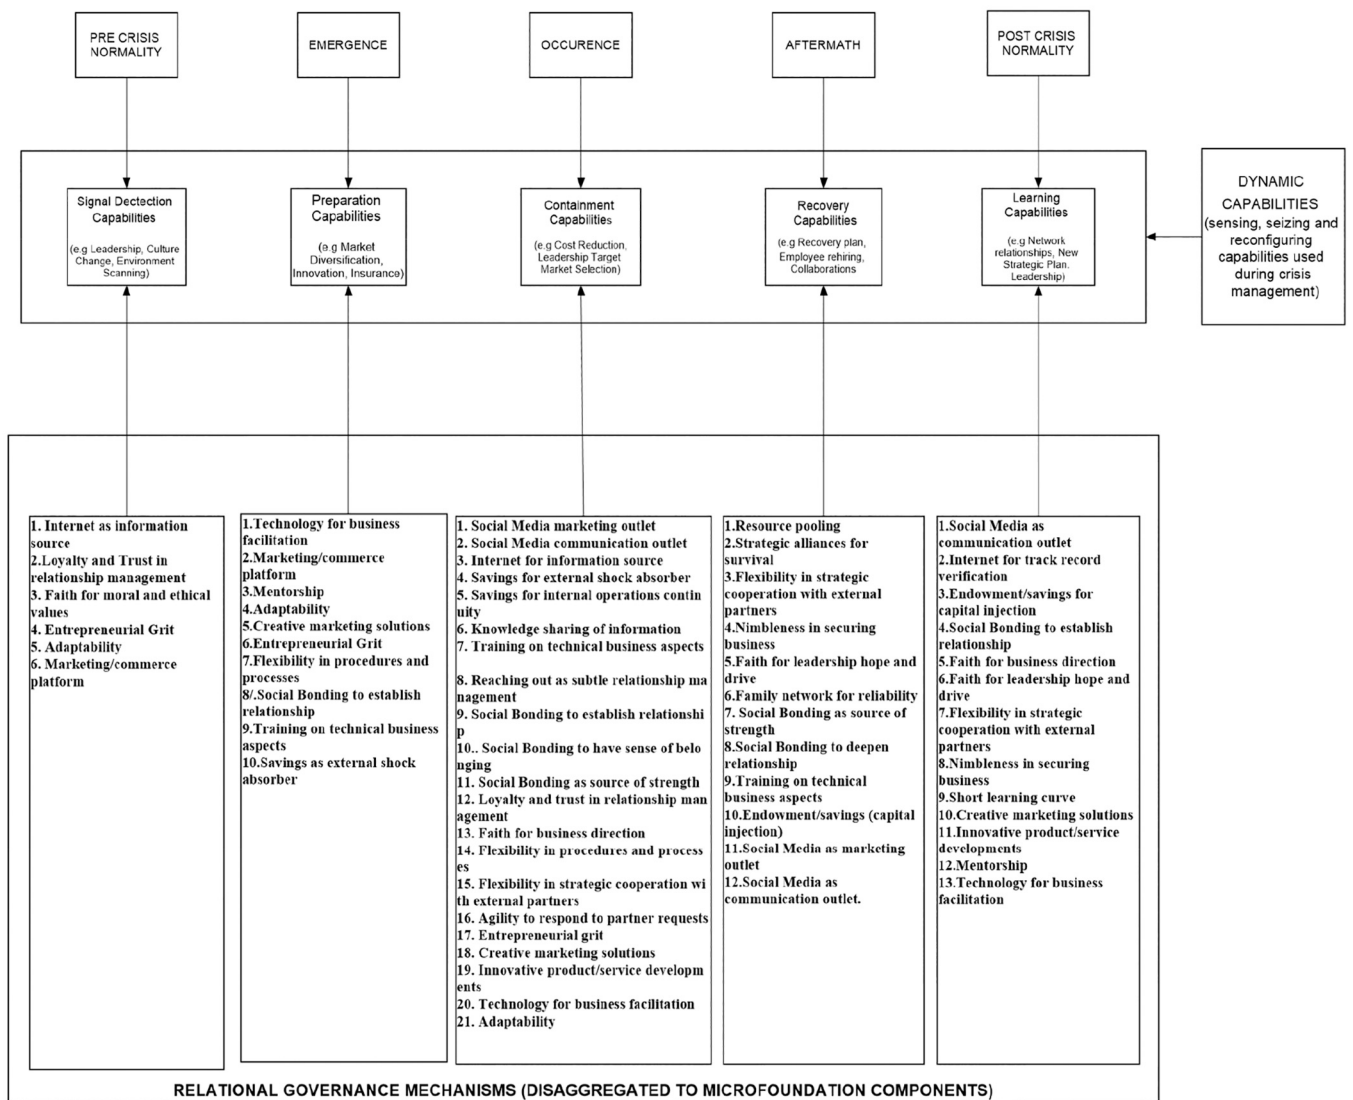 PRE CRISIS
NORMALITY
EMERGENCE
OCCURENCE
AFTERMATH
POST CRISIS
NORMALITY
Signal Dectection
Capabilities
(e.g Leadership, Culture
Change, Environment
Scanning)
Preparation
Capabilities
(e.g Market
Diversification,
Innovation, Insurance)
Containment
Capabilities
(e.g Cost Reduction,
Leadership Target
Market Selection)
Recovery
Capabilities
(e.g Recovery plan,
Employee rehiring,
Collaborations
Learning
Capabilities
(e.g Network
relationships, New
Strategic Plan.
Leadership)
DYNAMIC
CAPABILITIES
(sensing, seizing and
reconfiguring
capabilities used
during crisis
management)
1. Internet as information
source
2.Loyalty and Trust in
relationship management
3. Faith for moral and ethical
values
4. Entrepreneurial Grit
5. Adaptability
6. Marketing/commerce
platform
1.Technology for business
facilitation
2.Marketing/commerce
platform
3.Mentorship
4.Adaptability
5.Creative marketing solutions
6.Entrepreneurial Grit
7.Flexibility in procedures and
processes
8/.Social Bonding to establish
relationship
9.Training on technical business
aspects
10.Savings as external shock
absorber
1. Social Media marketing outlet
2. Social Media communication outlet
3. Internet for information source
4. Savings for external shock absorber
5. Savings for internal operations contin
uity
6. Knowledge sharing of information
7. Training on technical business aspects
8. Reaching out as subtle relationship ma
nagement
9. Social Bonding to establish relationshi
p
10.. Social Bonding to have sense of belo
nging
11. Social Bonding as source of strength
12. Loyalty and trust in relationship man
agement
13. Faith for business direction
14. Flexibility in procedures and process
es
15. Flexibility in strategic cooperation wi
th external partners
16. Agility to respond to partner requests
17. Entrepreneurial grit
18. Creative marketing solutions
19. Innovative product/service developm
ents
20. Technology for business facilitation
21. Adaptability
1.Resource pooling
2.Strategic alliances for
survival
3.Flexibility in strategic
cooperation with external
partners
4.Nimbleness in securing
business
5.Faith for leadership hope and
drive
6.Family network for reliability
7. Social Bonding as source of
strength
8.Social Bonding to deepen
relationship
9.Training on technical
business aspects
10.Endowment/savings (capital
injection)
11.Social Media as marketing
outlet
12.Social Media as
communication outlet.
1.Social Media as
communication outlet
2.Internet for track record
verification
3.Endowment/savings for
capital injection
4.Social Bonding to establish
relationship
5.Faith for business direction
6.Faith for leadership hope and
drive
7.Flexibility in strategic
cooperation with external
partners
8.Nimbleness in securing
business
9.Short learning curve
10.Creative marketing solutions
11.Innovative product/service
developments
12.Mentorship
13.Technology for business
facilitation
RELATIONAL GOVERNANCE MECHANISMS (DISAGGREGATED TO MICROFOUNDATION COMPONENTS)